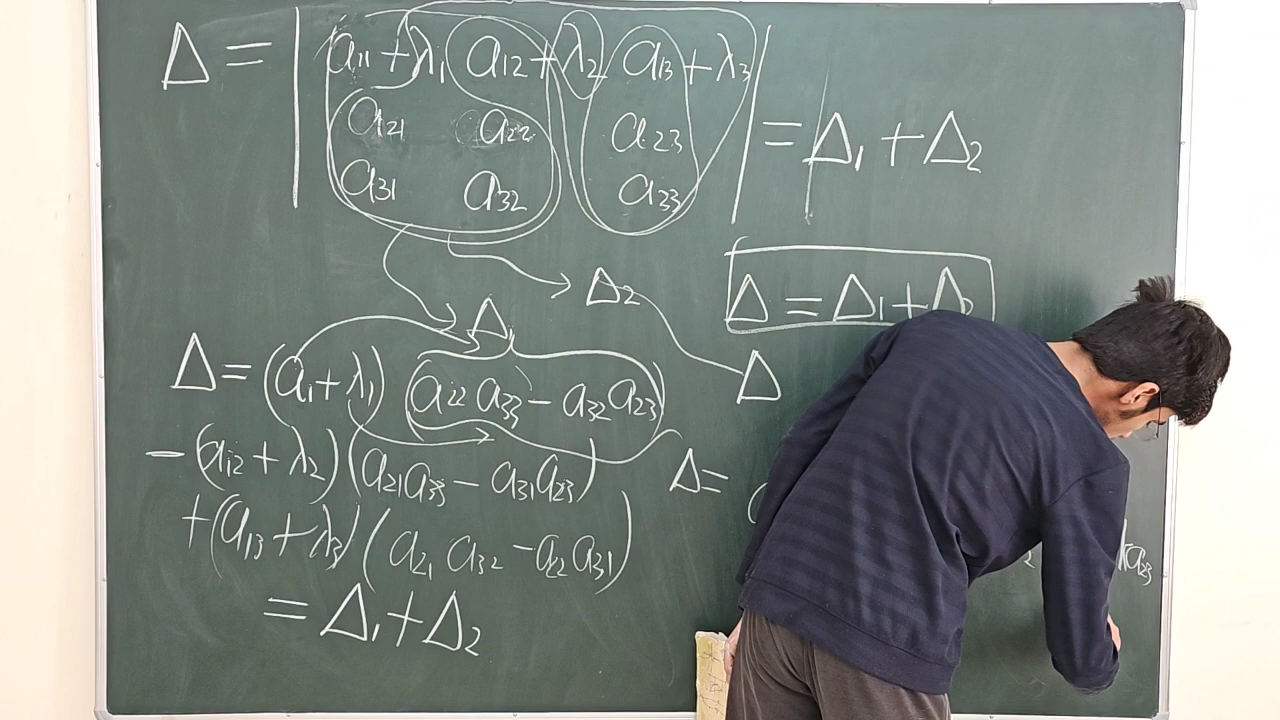 Δ = | a11 + λ1 a12 + λ2 a13 + λ3 | = Δ1 + Δ2
a21 a22 a23
a31 a32 a33
Δ2
Δ = Δ1 + Δ2
Δ1
Δ
Δ = (a1 + λ1) (a22 a33 − a32 a23)
− (a12 + λ2) (a21 a33 − a31 a23)
+ (a13 + λ3) (a21 a32 − a22 a31)
= Δ1 + Δ2
Δ =
a23